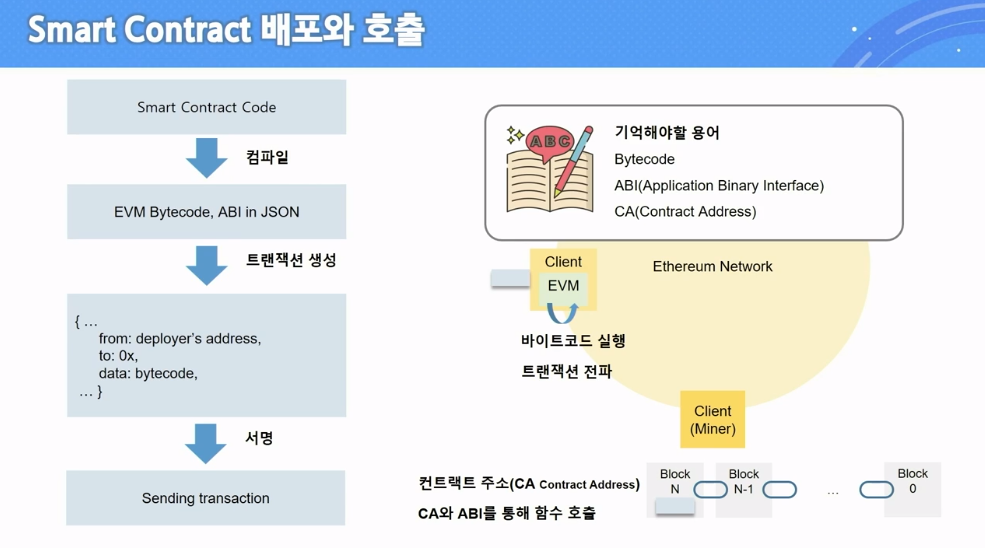 Smart Contract 배포와 호출
Smart Contract Code
컴파일
EVM Bytecode, ABI in JSON
트랜잭션 생성
{ …
from: deployer's address,
to: 0x,
data: bytecode,
… }
서명
Sending transaction
ABC
기억해야할 용어
Bytecode
ABI(Application Binary Interface)
CA(Contract Address)
Client
EVM
Ethereum Network
바이트코드 실행
트랜잭션 전파
Client
(Miner)
컨트랙트 주소(CA Contract Address)
CA와 ABI를 통해 함수 호출
Block
N
Block
N-1
…
Block
0